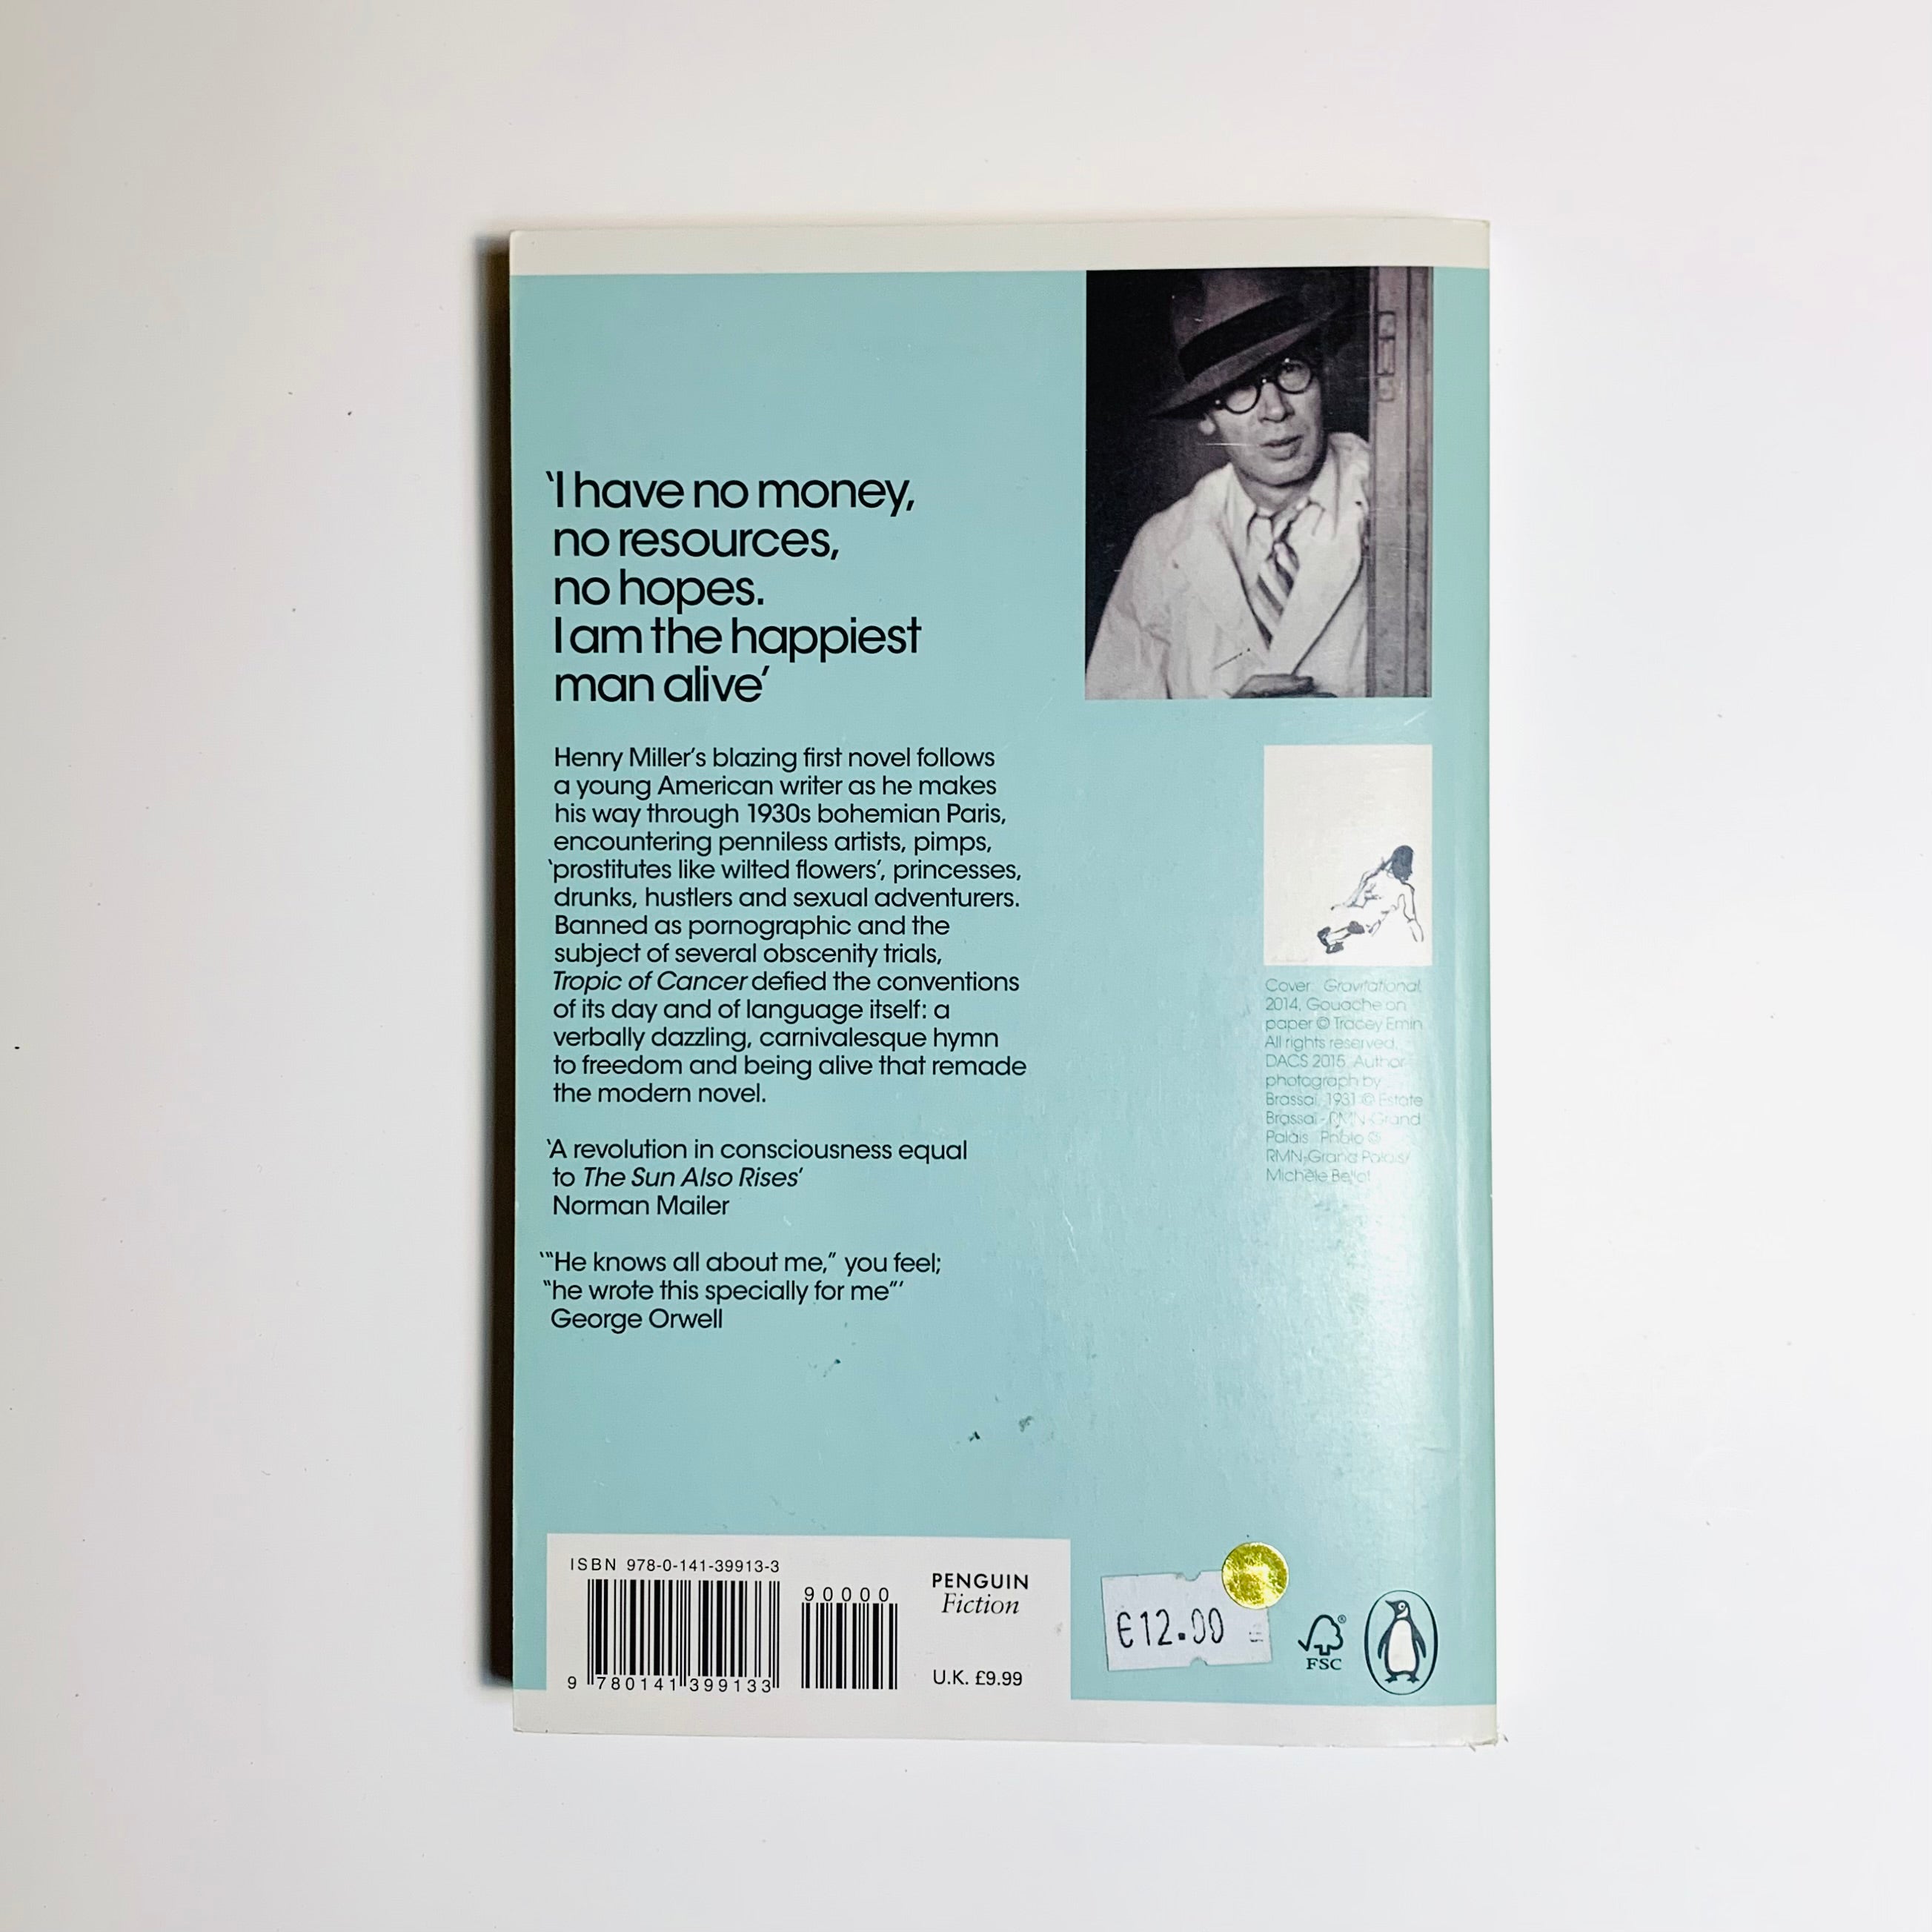 ‘I have no money,
no resources,
no hopes.
I am the happiest
man alive’
Henry Miller’s blazing first novel follows
a young American writer as he makes
his way through 1930s bohemian Paris,
encountering penniless artists, pimps,
‘prostitutes like wilted flowers’, princesses,
drunks, hustlers and sexual adventurers.
Banned as pornographic and the
subject of several obscenity trials,
Tropic of Cancer defied the conventions
of its day and of language itself: a
verbally dazzling, carnivalesque hymn
to freedom and being alive that remade
the modern novel.
‘A revolution in consciousness equal
to The Sun Also Rises’
Norman Mailer
‘“He knows all about me,” you feel;
“he wrote this specially for me”’
George Orwell
Cover: Gravitational,
2014, Gouache on
paper © Tracey Emin
All rights reserved,
DACS 2015. Author
photograph by
Brassaï, 1931 © Estate
Brassaï - RMN-Grand
Palais. Photo ©
RMN-Grand Palais/
Michèle Bellot
ISBN 978-0-141-39913-3
90000
9 780141 399133
PENGUIN
Fiction
U.K. £9.99
€12.00
FSC